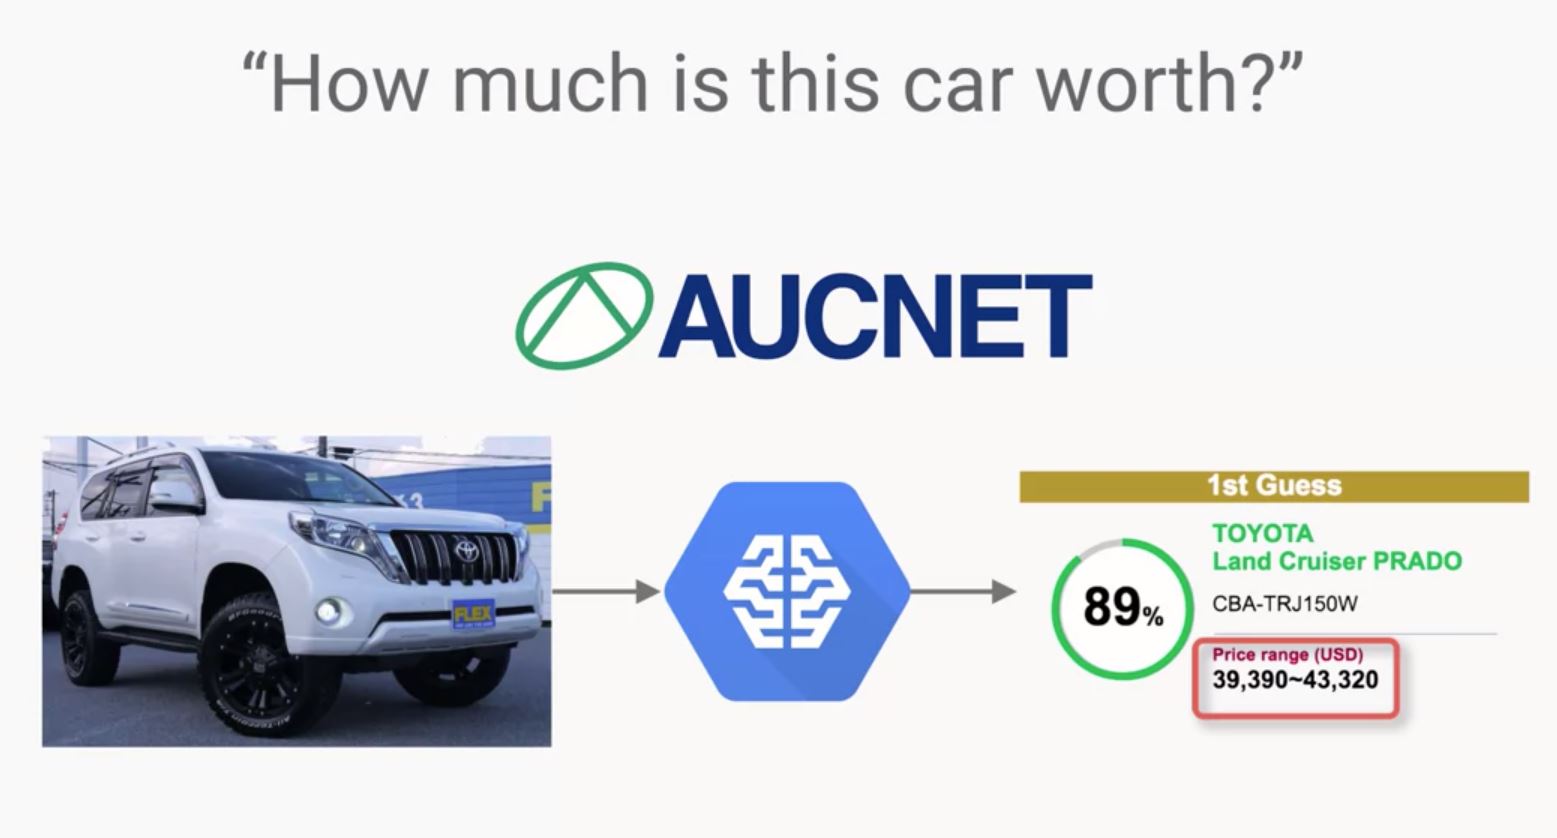 “How much is this car worth?”
AUCNET
FLEX
1st Guess
TOYOTA
Land Cruiser PRADO
89%
CBA-TRJ150W
Price range (USD)
39,390~43,320